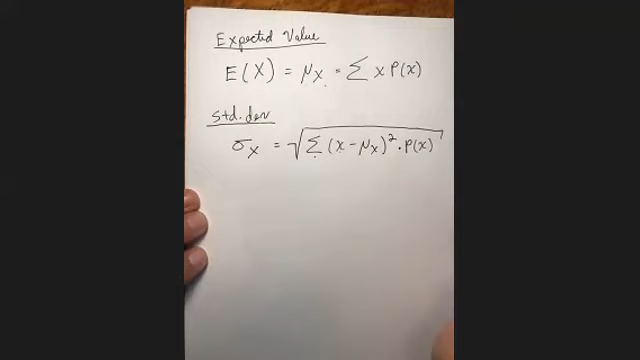 Expected Value
E(X) = μx = Σ x P(x)
Std. dev
σx = √Σ (x - μx)² · P(x)